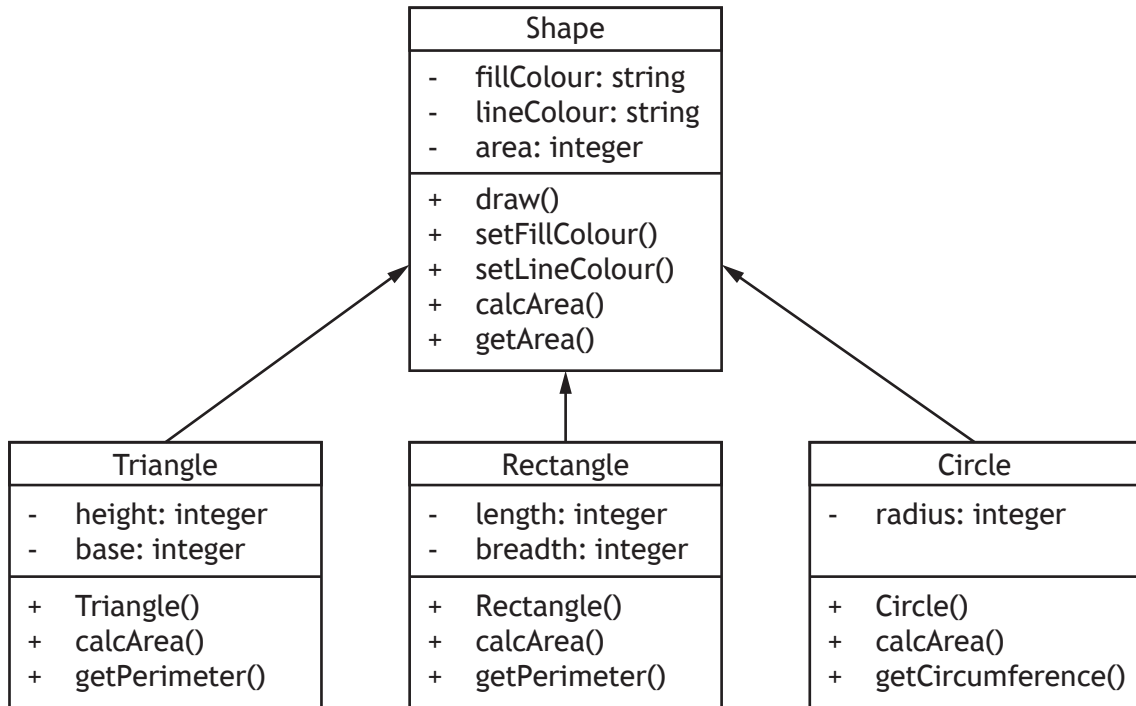 Shape
- fillColour: string
- lineColour: string
- area: integer
+ draw()
+ setFillColour()
+ setLineColour()
+ calcArea()
+ getArea()
Triangle
- height: integer
- base: integer
+ Triangle()
+ calcArea()
+ getPerimeter()
Rectangle
- length: integer
- breadth: integer
+ Rectangle()
+ calcArea()
+ getPerimeter()
Circle
- radius: integer
+ Circle()
+ calcArea()
+ getCircumference()